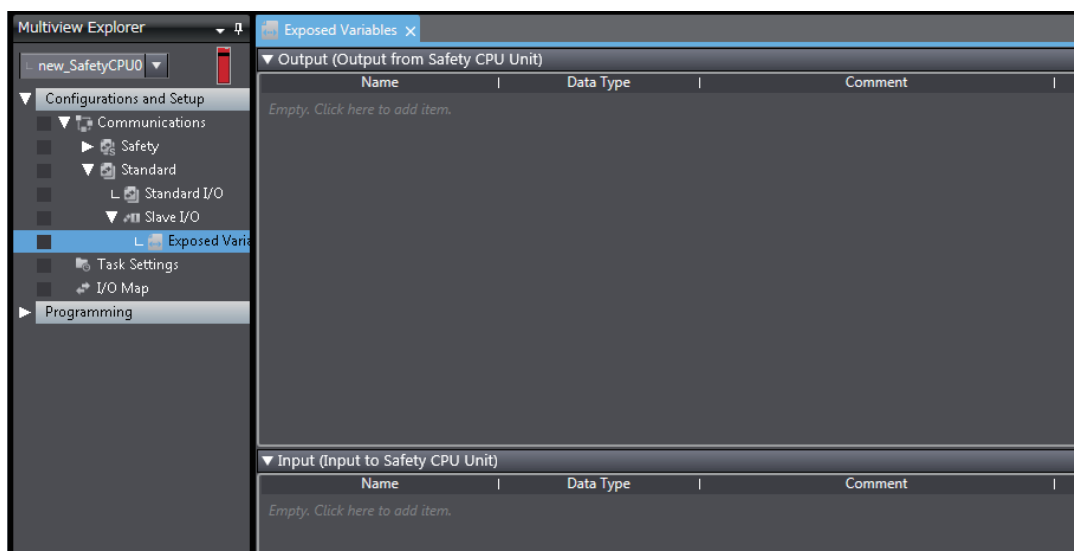 Multiview Explorer
new_SafetyCPU0
Configurations and Setup
Communications
Safety
Standard
Standard I/O
Slave I/O
Exposed Varia
Task Settings
I/O Map
Programming
Exposed Variables
Output (Output from Safety CPU Unit)
Name Data Type Comment
Empty. Click here to add item.
Input (Input to Safety CPU Unit)
Name Data Type Comment
Empty. Click here to add item.